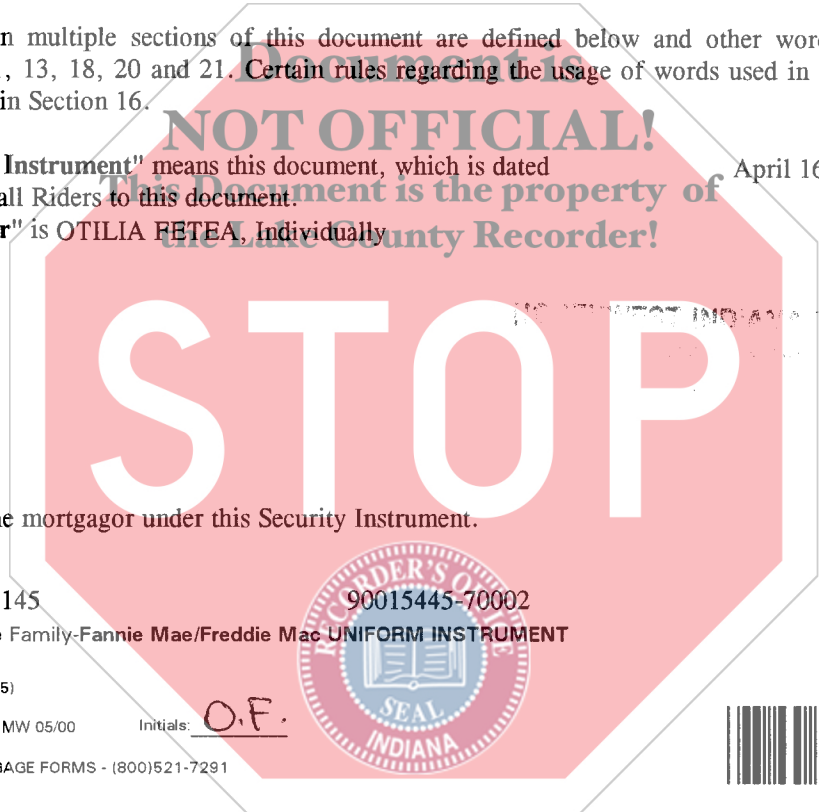 n multiple sections of this document are defined below and other wor
, 13, 18, 20 and 21. Certain rules regarding the usage of words used in
in Section 16.
Document is
NOT OFFICIAL!
This Document is the property of
the Lake County Recorder!
Instrument" means this document, which is dated April 16
all Riders to this document.
r" is OTILIA FETEA, Individually
INDIANA
STOP
e mortgagor under this Security Instrument.
145 90015445-70002
e Family-Fannie Mae/Freddie Mac UNIFORM INSTRUMENT
5)
MW 05/00 Initials: O.F.
GAGE FORMS - (800)521-7291
RECORDER'S OFFICE
SEAL
INDIANA